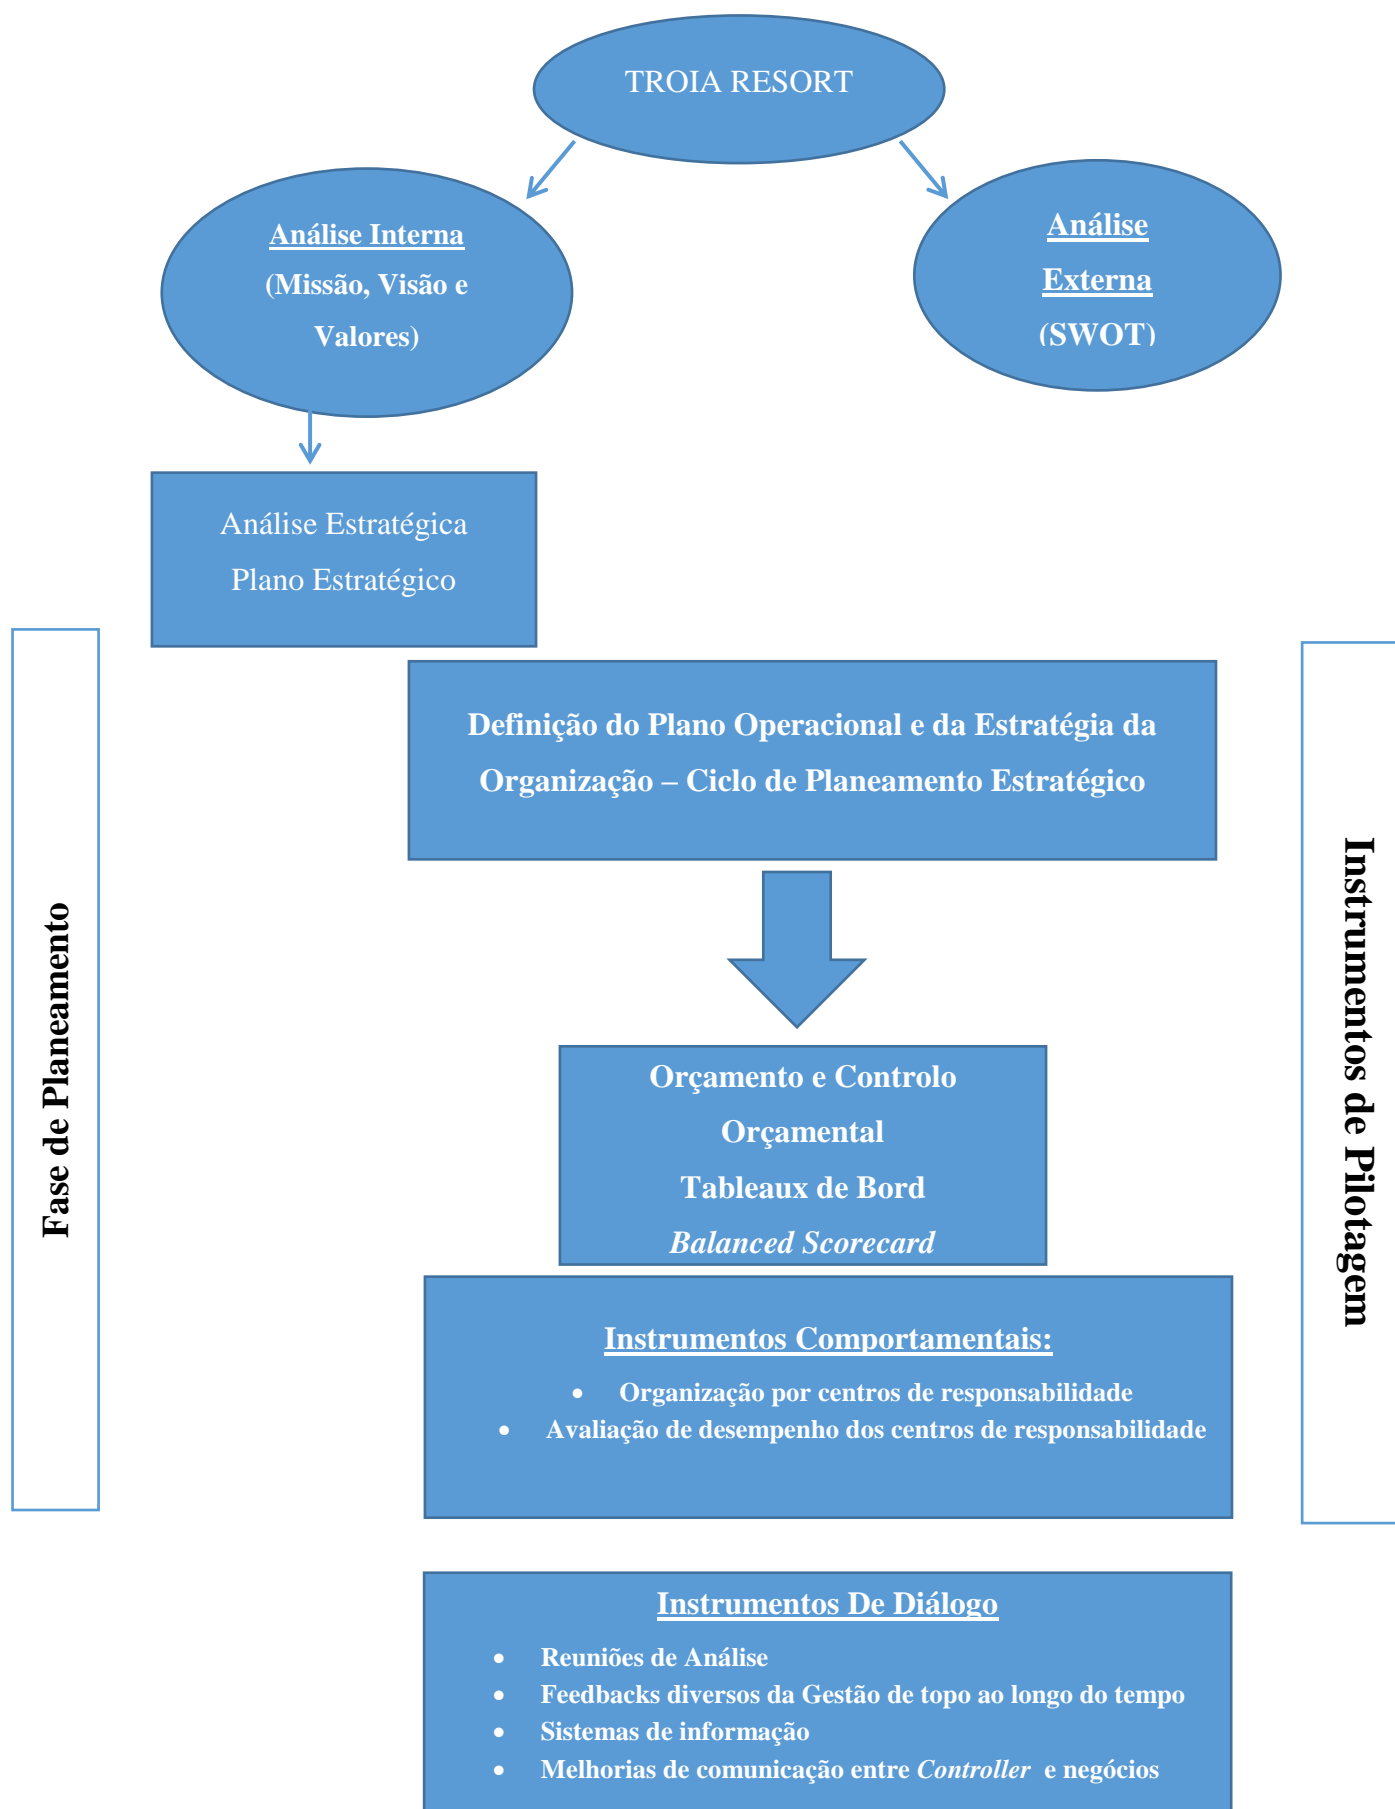 TROIA RESORT
Análise Interna
(Missão, Visão e
Valores)
Análise
Externa
(SWOT)
Análise Estratégica
Plano Estratégico
Fase de Planeamento
Definição do Plano Operacional e da Estratégia da
Organização – Ciclo de Planeamento Estratégico
Instrumentos de Pilotagem
Orçamento e Controlo
Orçamental
Tableaux de Bord
Balanced Scorecard
Instrumentos Comportamentais:
• Organização por centros de responsabilidade
• Avaliação de desempenho dos centros de responsabilidade
Instrumentos De Diálogo
• Reuniões de Análise
• Feedbacks diversos da Gestão de topo ao longo do tempo
• Sistemas de informação
• Melhorias de comunicação entre Controller e negócios